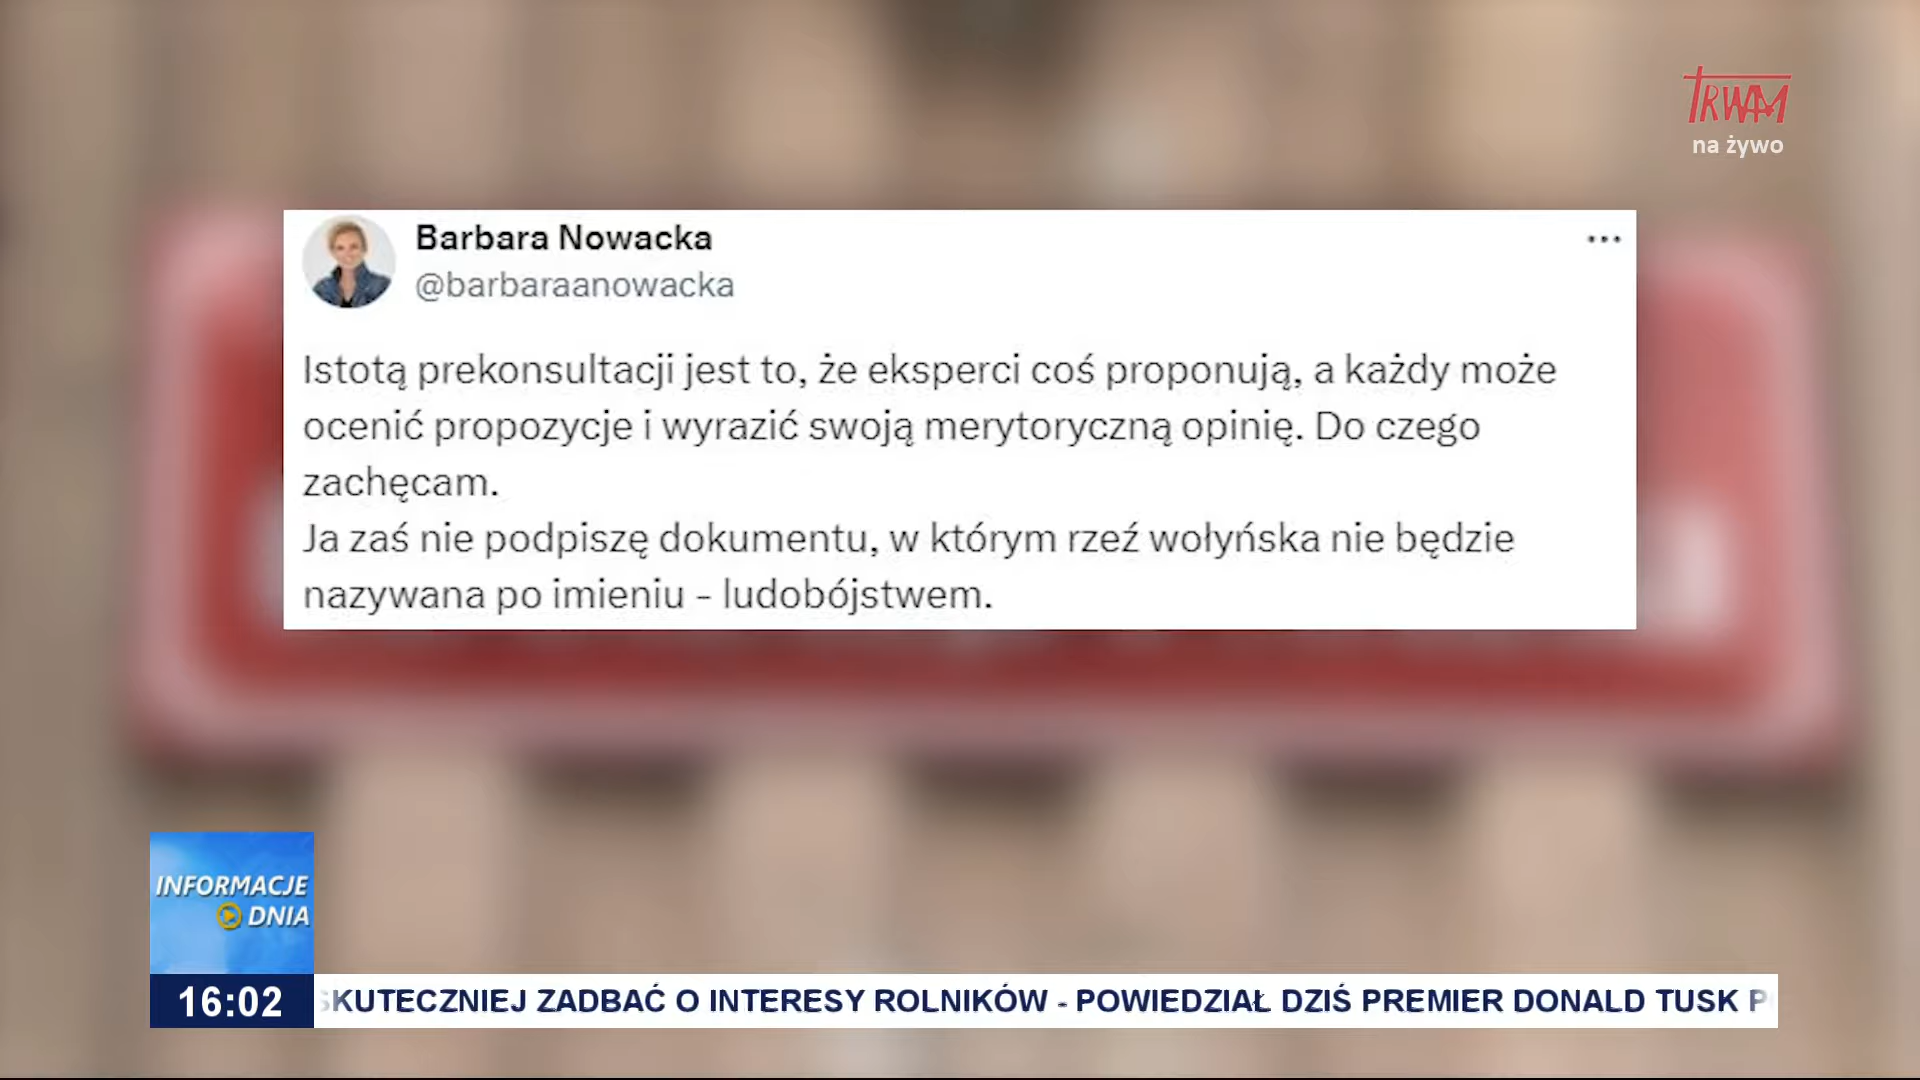 TRWAM
na żywo
Barbara Nowacka
@barbaraanowacka
Istotą prekonsultacji jest to, że eksperci coś proponują, a każdy może
ocenić propozycje i wyrazić swoją merytoryczną opinię. Do czego
zachęcam.
Ja zaś nie podpiszę dokumentu, w którym rzeź wołyńska nie będzie
nazywana po imieniu - ludobójstwem.
INFORMACJE
DNIA
16:02
SKUTECZNIEJ ZADBAĆ O INTERESY ROLNIKÓW - POWIEDZIAŁ DZIŚ PREMIER DONALD TUSK